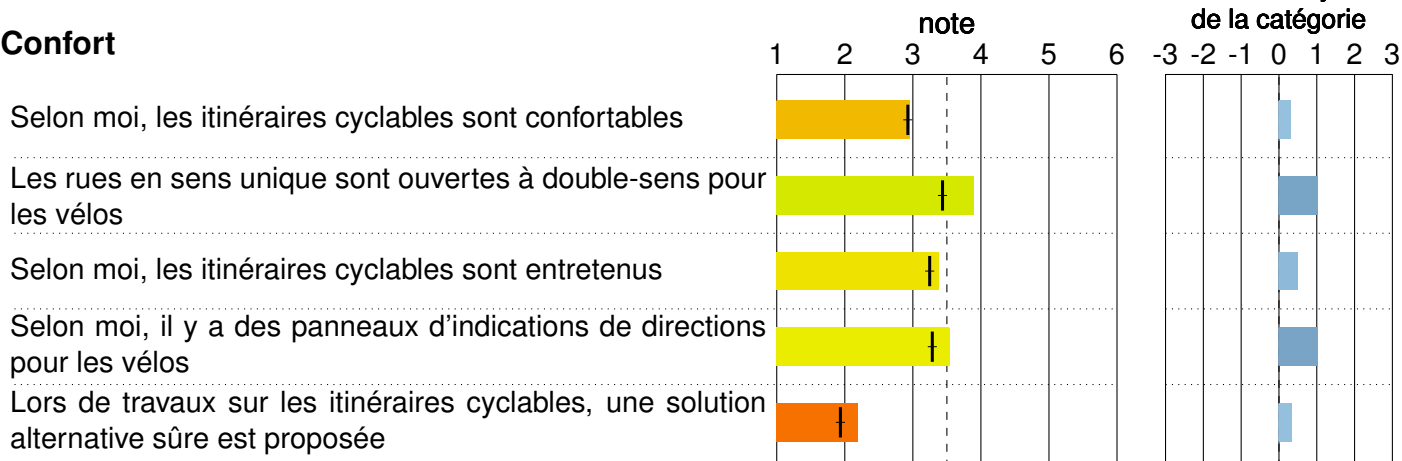 note
de la catégorie
Confort
1 2 3 4 5 6
-3 -2 -1 0 1 2 3
Selon moi, les itinéraires cyclables sont confortables
Les rues en sens unique sont ouvertes à double-sens pour
les vélos
Selon moi, les itinéraires cyclables sont entretenus
Selon moi, il y a des panneaux d'indications de directions
pour les vélos
Lors de travaux sur les itinéraires cyclables, une solution
alternative sûre est proposée